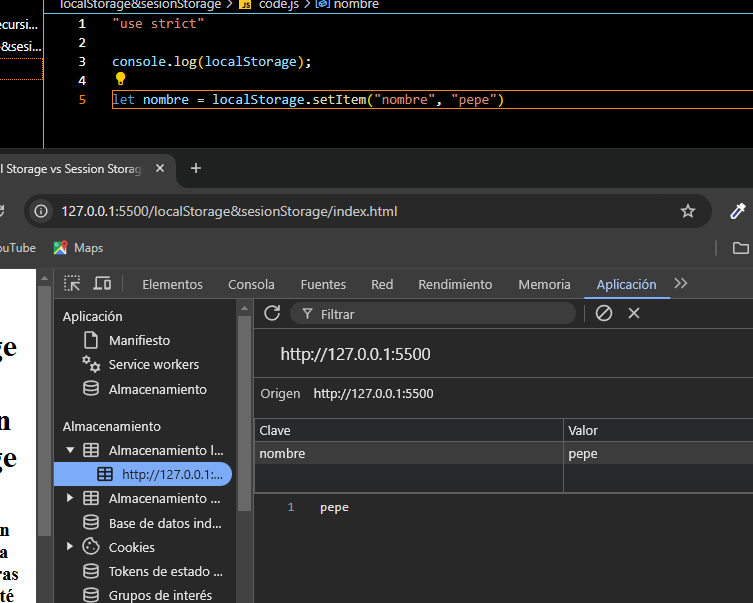 localStorage&sesionStorage > JS code.js > nombre
ecursi...
&sesi...
1 "use strict"
2
3 console.log(localStorage);
4
5 let nombre = localStorage.setItem("nombre", "pepe")
l Storage vs Session Storag × +
127.0.0.1:5500/localStorage&sesionStorage/index.html
ouTube Maps
Elementos Consola Fuentes Red Rendimiento Memoria Aplicación
Aplicación
Manifiesto
Service workers
Almacenamiento
Almacenamiento
Almacenamiento l...
http://127.0.0.1:...
Almacenamiento ...
Base de datos ind...
Cookies
Tokens de estado ...
Grupos de interés
Filtrar
http://127.0.0.1:5500
Origen http://127.0.0.1:5500
Clave Valor
nombre pepe
1 pepe
ge
n
ge
n
a
ras
té